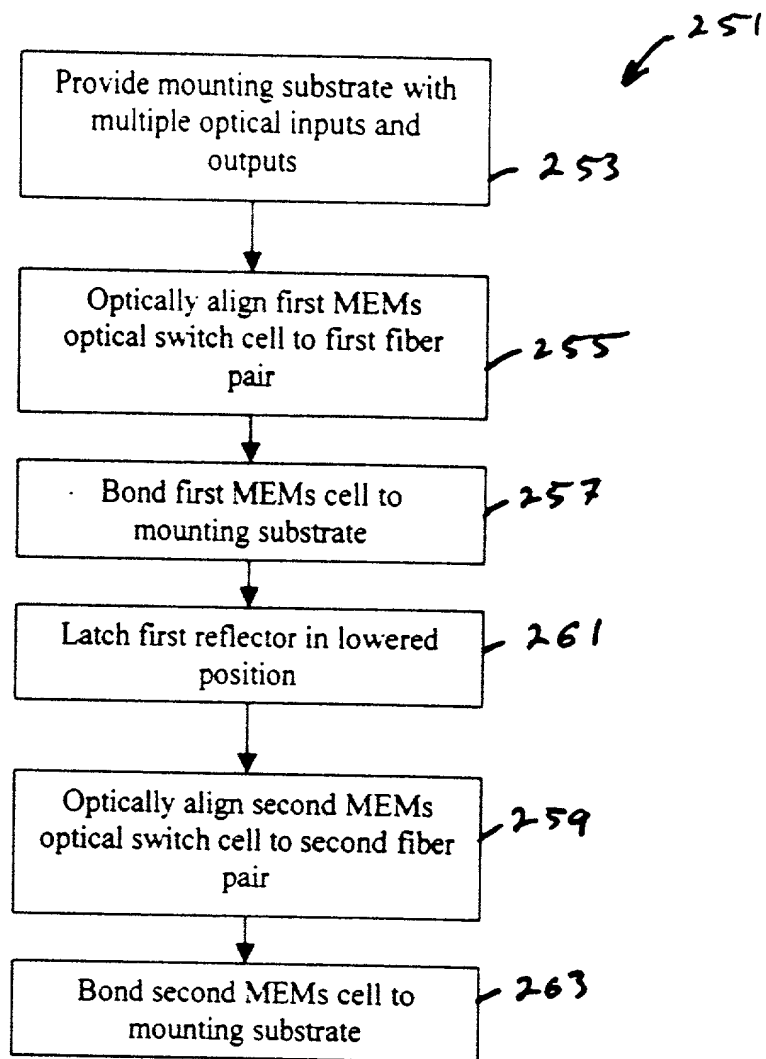 251
Provide mounting substrate with
multiple optical inputs and
outputs
253
Optically align first MEMs
optical switch cell to first fiber
pair
255
Bond first MEMs cell to
mounting substrate
257
Latch first reflector in lowered
position
261
Optically align second MEMs
optical switch cell to second fiber
pair
259
Bond second MEMs cell to
mounting substrate
263